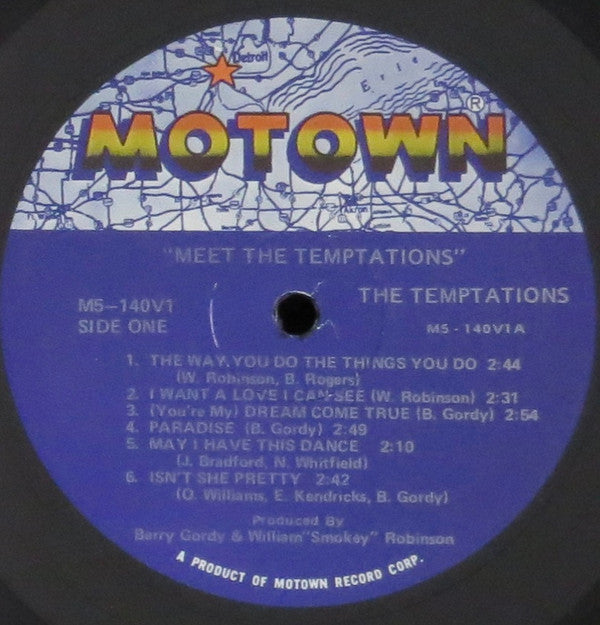 Detroit
Erie
MOTOWN®
"MEET THE TEMPTATIONS"
THE TEMPTATIONS
M5-140V1
SIDE ONE
M5-140V1A
1. THE WAY YOU DO THE THINGS YOU DO 2:44
(W. Robinson, B. Rogers)
2. I WANT A LOVE I CAN SEE (W. Robinson) 2:31
3. (You're My) DREAM COME TRUE (B. Gordy) 2:54
4. PARADISE (B. Gordy) 2:49
5. MAY I HAVE THIS DANCE 2:10
(J. Bradford, N. Whitfield)
6. ISN'T SHE PRETTY 2:42
(O. Williams, E. Kendricks, B. Gordy)
Produced By
Berry Gordy & William "Smokey" Robinson
A PRODUCT OF MOTOWN RECORD CORP.